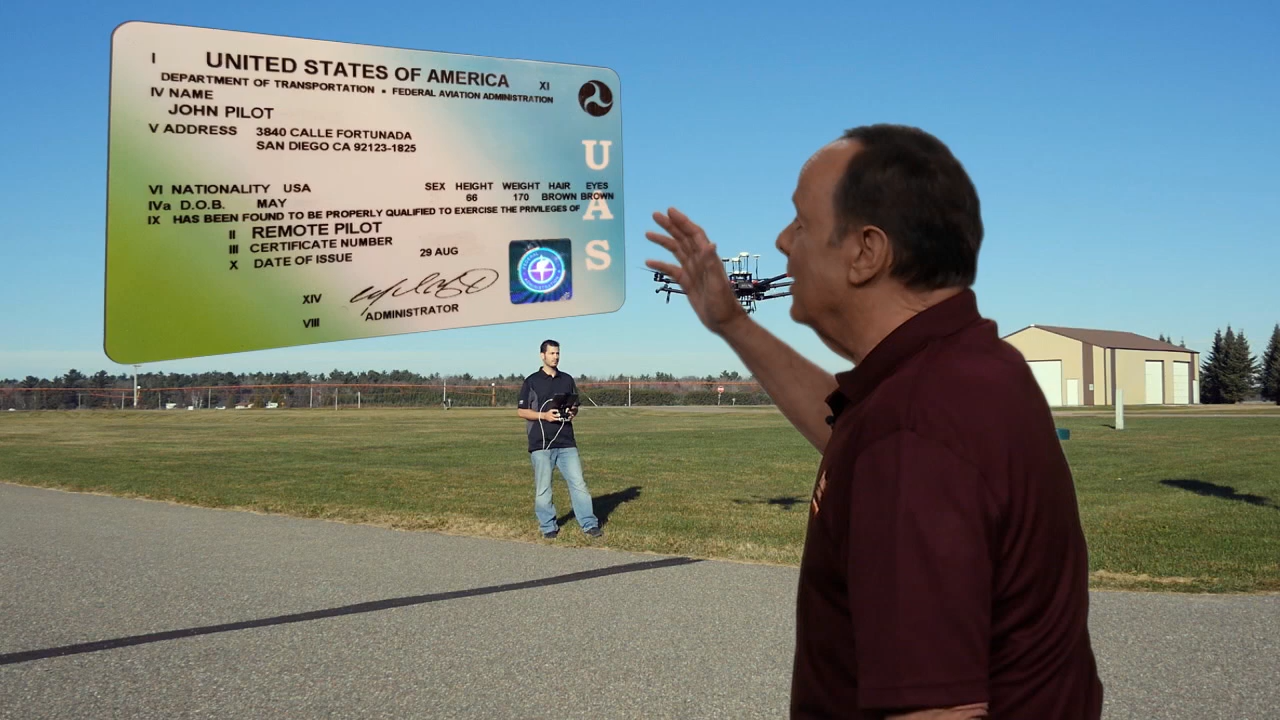 I UNITED STATES OF AMERICA XI
DEPARTMENT OF TRANSPORTATION • FEDERAL AVIATION ADMINISTRATION
IV NAME
JOHN PILOT
V ADDRESS 3840 CALLE FORTUNADA
SAN DIEGO CA 92123-1825
VI NATIONALITY USA SEX HEIGHT WEIGHT HAIR EYES
IVa D.O.B. MAY 66 170 BROWN BROWN
IX HAS BEEN FOUND TO BE PROPERLY QUALIFIED TO EXERCISE THE PRIVILEGES OF
II REMOTE PILOT
III CERTIFICATE NUMBER
X DATE OF ISSUE 29 AUG
XIV
VIII ADMINISTRATOR
UAS